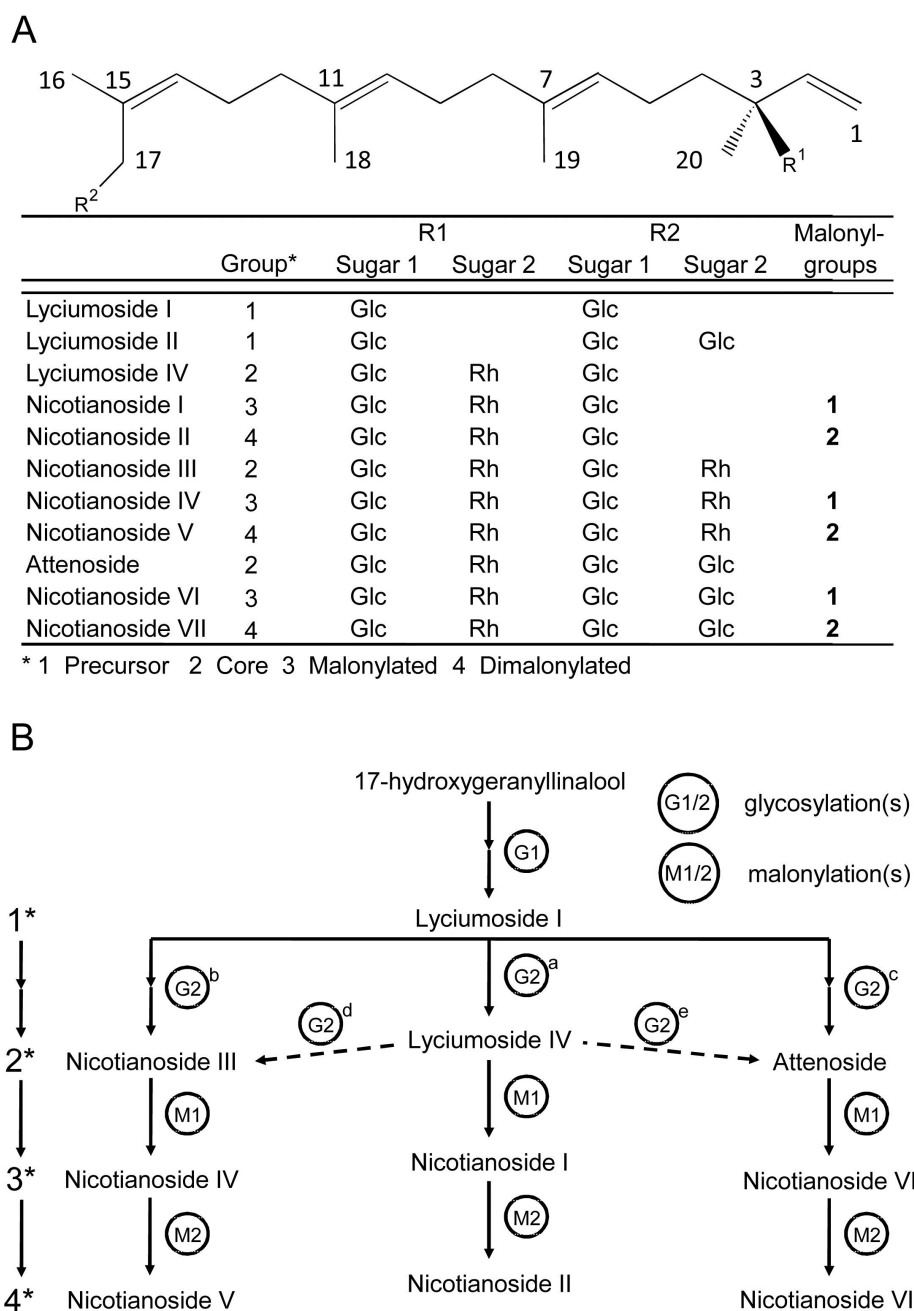 A
16 15 11 7 3
1
17 18 19 20 R1
R2
R1 R2 Malonyl-
Group* Sugar 1 Sugar 2 Sugar 1 Sugar 2 groups
Lyciumoside I 1 Glc Glc
Lyciumoside II 1 Glc Glc Glc
Lyciumoside IV 2 Glc Rh Glc
Nicotianoside I 3 Glc Rh Glc 1
Nicotianoside II 4 Glc Rh Glc 2
Nicotianoside III 2 Glc Rh Glc Rh
Nicotianoside IV 3 Glc Rh Glc Rh 1
Nicotianoside V 4 Glc Rh Glc Rh 2
Attenoside 2 Glc Rh Glc Glc
Nicotianoside VI 3 Glc Rh Glc Glc 1
Nicotianoside VII 4 Glc Rh Glc Glc 2
* 1 Precursor 2 Core 3 Malonylated 4 Dimalonylated
B
17-hydroxygeranyllinalool
G1/2 glycosylation(s)
G1
M1/2 malonylation(s)
1* Lyciumoside I
G2 b G2 a G2 c
G2 d G2 e
2* Nicotianoside III Lyciumoside IV Attenoside
M1 M1 M1
3* Nicotianoside IV Nicotianoside I Nicotianoside VI
M2 M2 M2
4* Nicotianoside V Nicotianoside II Nicotianoside VI